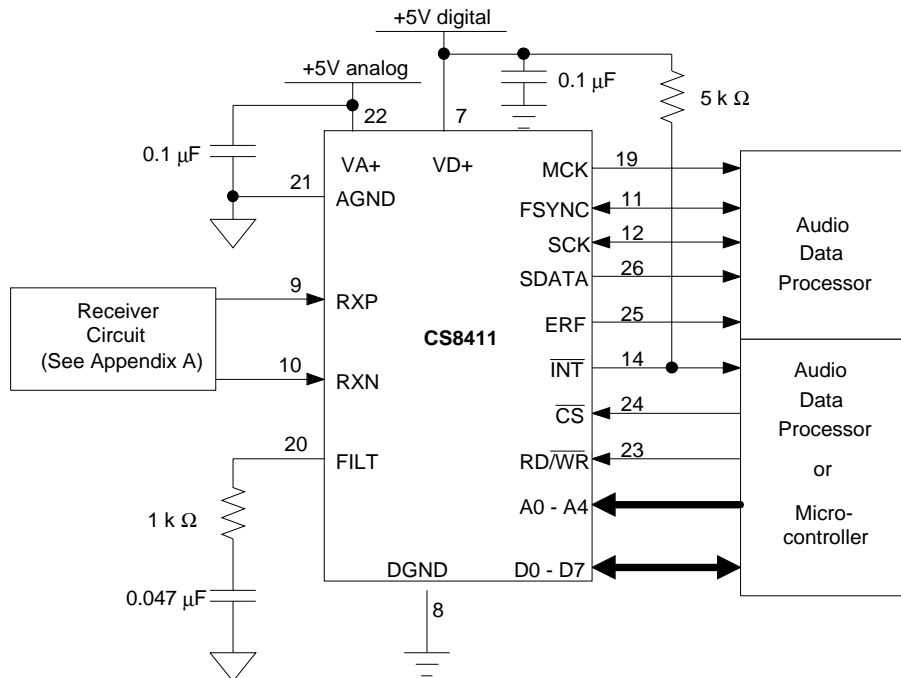 +5V digital
+5V analog
0.1 μF
5 k Ω
22
7
0.1 μF
VA+
VD+
MCK
19
21
AGND
FSYNC
11
SCK
12
Audio
Data
Processor
SDATA
26
9
RXP
Receiver
Circuit
(See Appendix A)
ERF
25
CS8411
10
RXN
INT
14
Audio
Data
Processor
or
Micro-
controller
CS
24
20
FILT
RD/WR
23
A0 - A4
1 k Ω
DGND
D0 - D7
0.047 μF
8